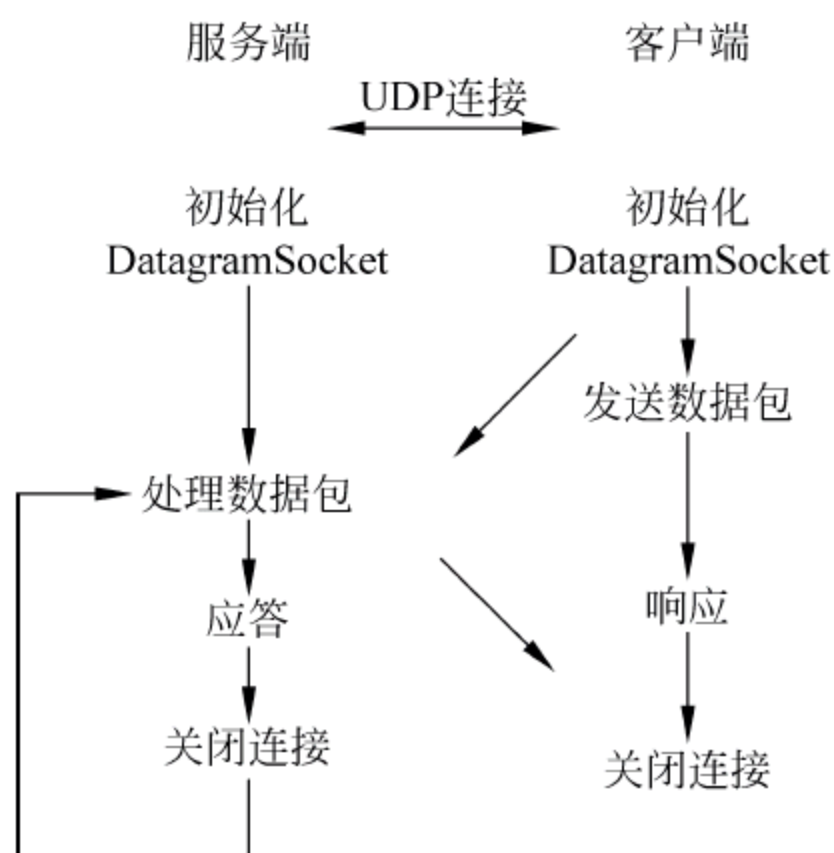 服务端
客户端
UDP连接
初始化
DatagramSocket
初始化
DatagramSocket
发送数据包
处理数据包
响应
应答
关闭连接
关闭连接